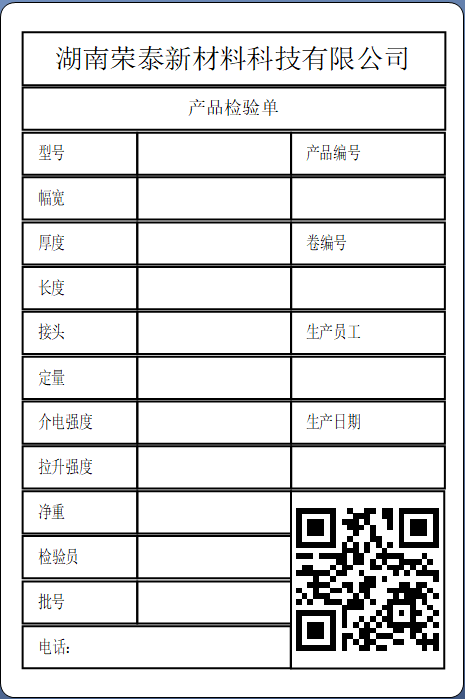 湖南荣泰新材料科技有限公司
产品检验单
型号 产品编号
幅宽
厚度 卷编号
长度
接头 生产员工
定量
介电强度 生产日期
拉升强度
净重
检验员
批号
电话: